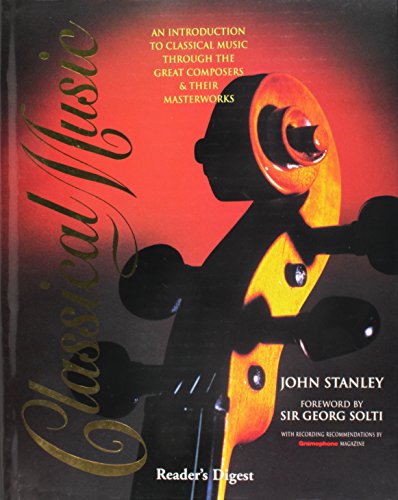 Classical Music
AN INTRODUCTION
TO CLASSICAL MUSIC
THROUGH THE
GREAT COMPOSERS
& THEIR
MASTERWORKS
JOHN STANLEY
FOREWORD BY
SIR GEORG SOLTI
WITH RECORDING RECOMMENDATIONS BY
Gramophone MAGAZINE
Reader's Digest